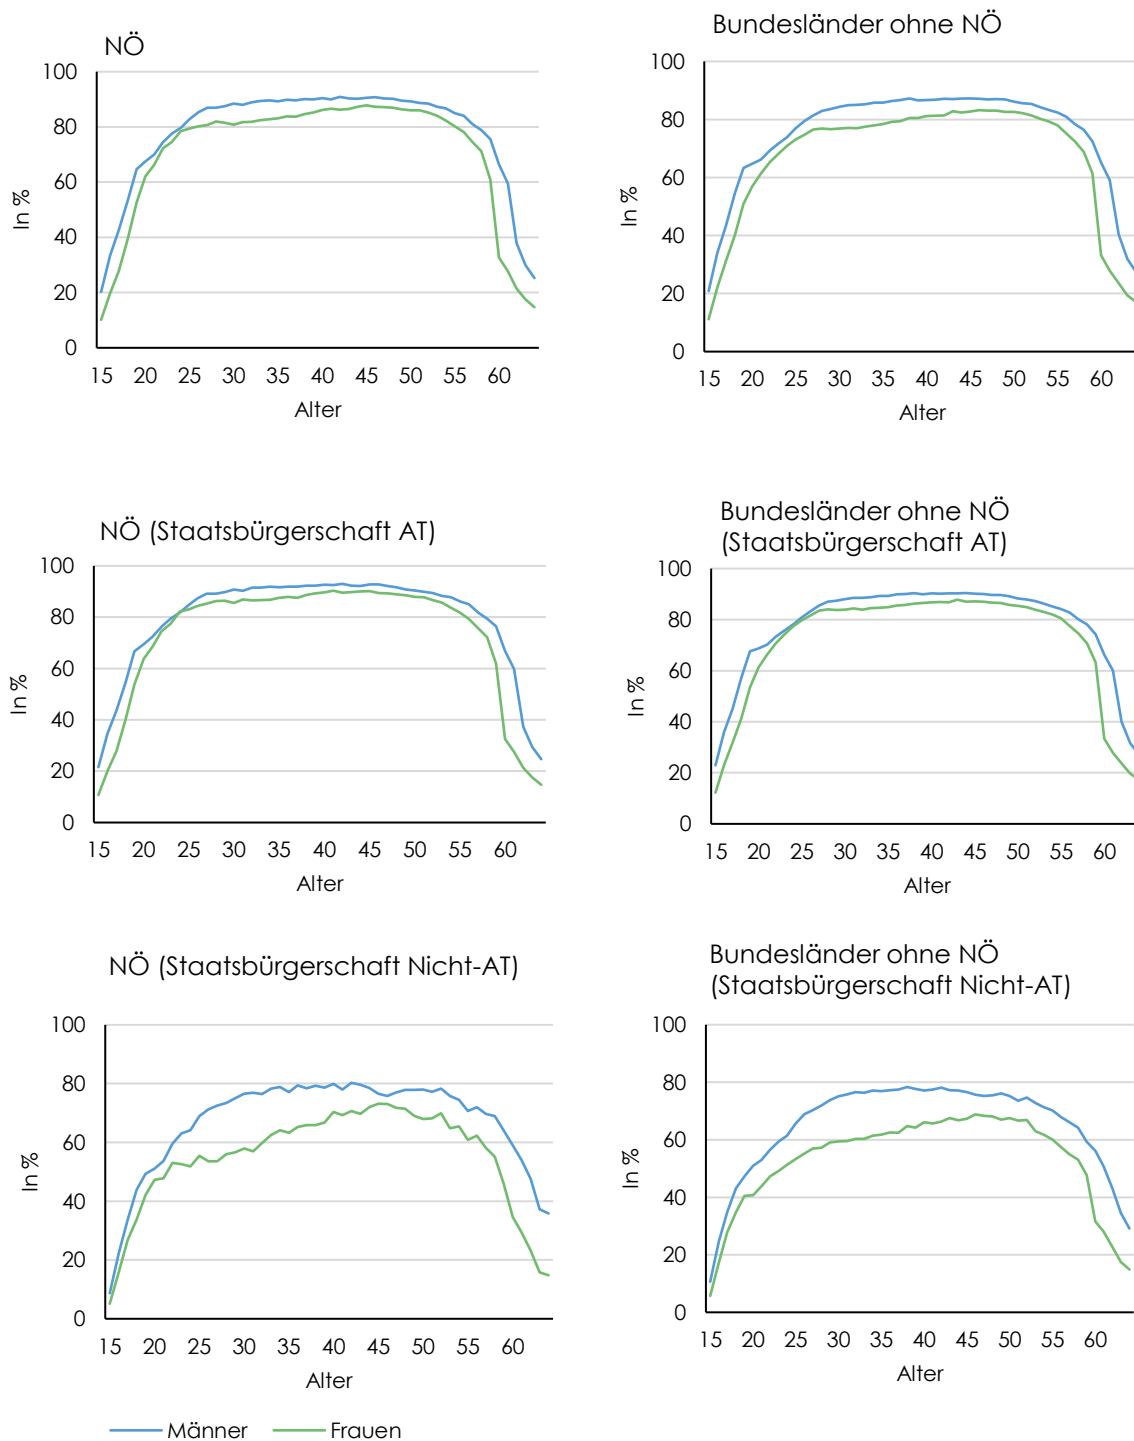 NÖ
100
80
60
40
20
0
In %
15 20 25 30 35 40 45 50 55 60
Alter
Bundesländer ohne NÖ
100
80
60
40
20
0
In %
15 20 25 30 35 40 45 50 55 60
Alter
NÖ (Staatsbürgerschaft AT)
100
80
60
40
20
0
In %
15 20 25 30 35 40 45 50 55 60
Alter
Bundesländer ohne NÖ
(Staatsbürgerschaft AT)
100
80
60
40
20
0
In %
15 20 25 30 35 40 45 50 55 60
Alter
NÖ (Staatsbürgerschaft Nicht-AT)
100
80
60
40
20
0
In %
15 20 25 30 35 40 45 50 55 60
Alter
Bundesländer ohne NÖ
(Staatsbürgerschaft Nicht-AT)
100
80
60
40
20
0
In %
15 20 25 30 35 40 45 50 55 60
Alter
Männer Frauen